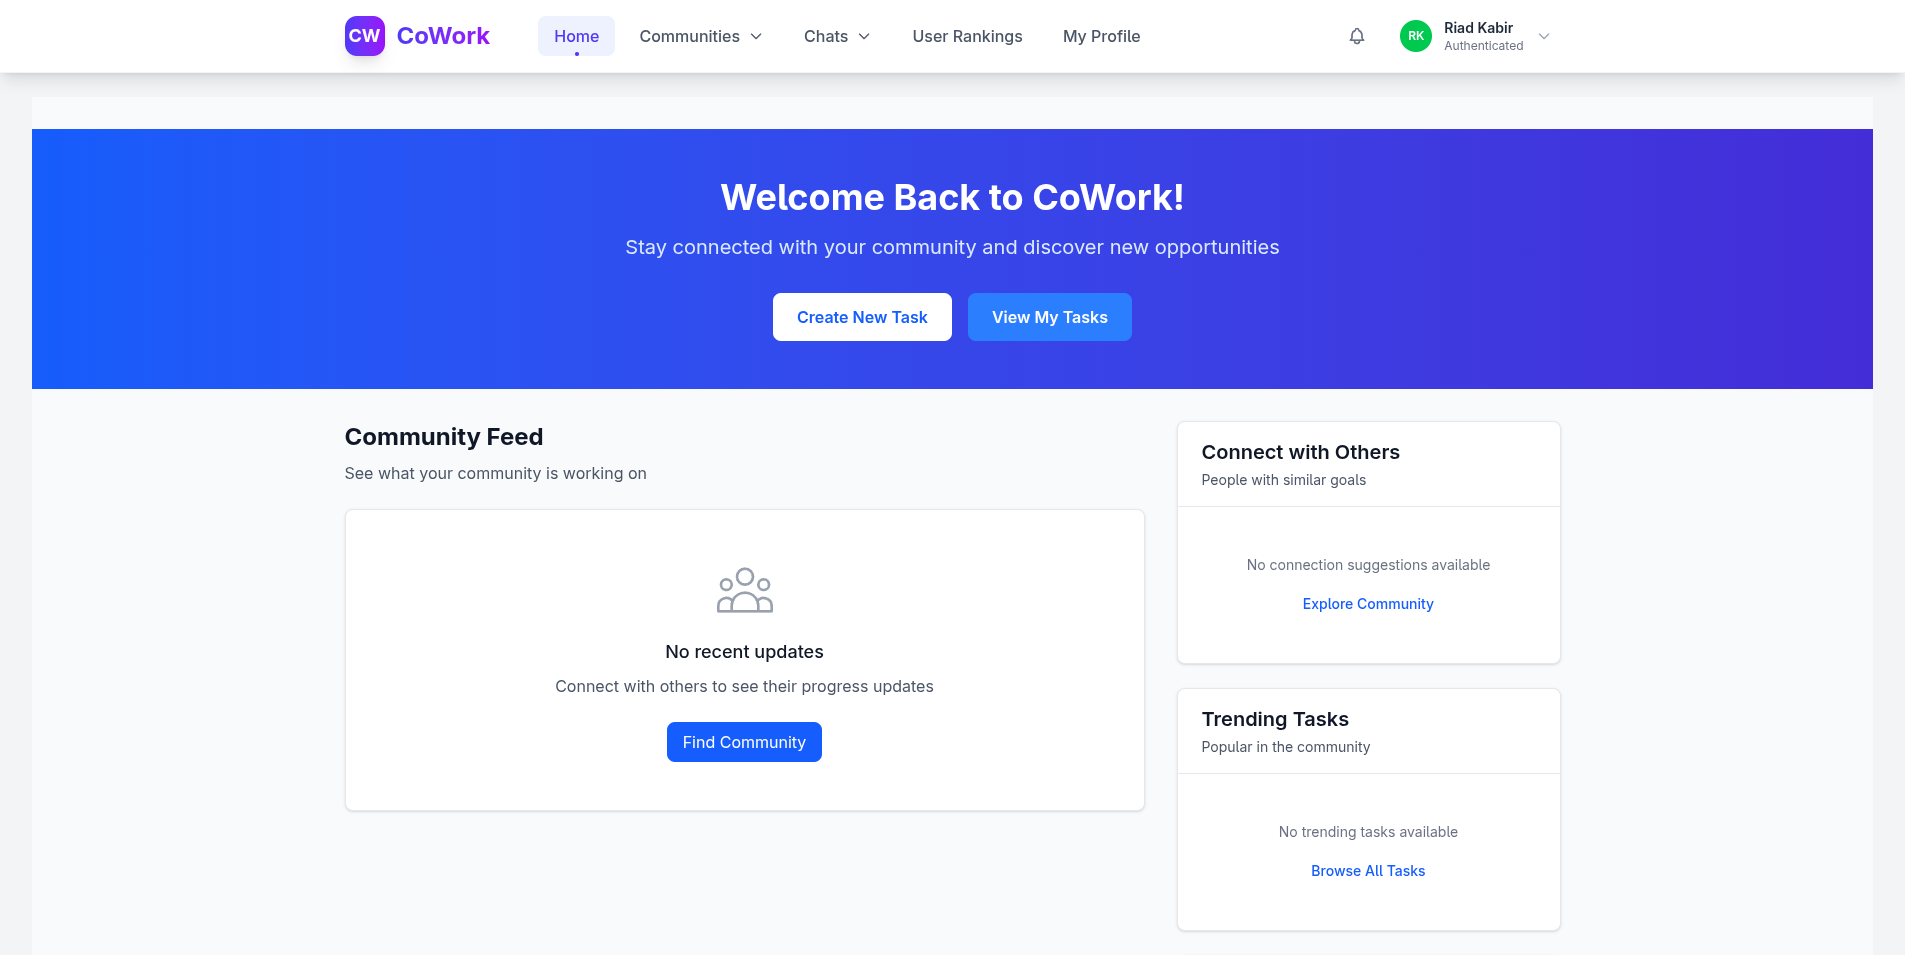 CW CoWork Home Communities Chats User Rankings My Profile RK Riad Kabir
Authenticated
Welcome Back to CoWork!
Stay connected with your community and discover new opportunities
Create New Task View My Tasks
Community Feed
See what your community is working on
No recent updates
Connect with others to see their progress updates
Find Community
Connect with Others
People with similar goals
No connection suggestions available
Explore Community
Trending Tasks
Popular in the community
No trending tasks available
Browse All Tasks